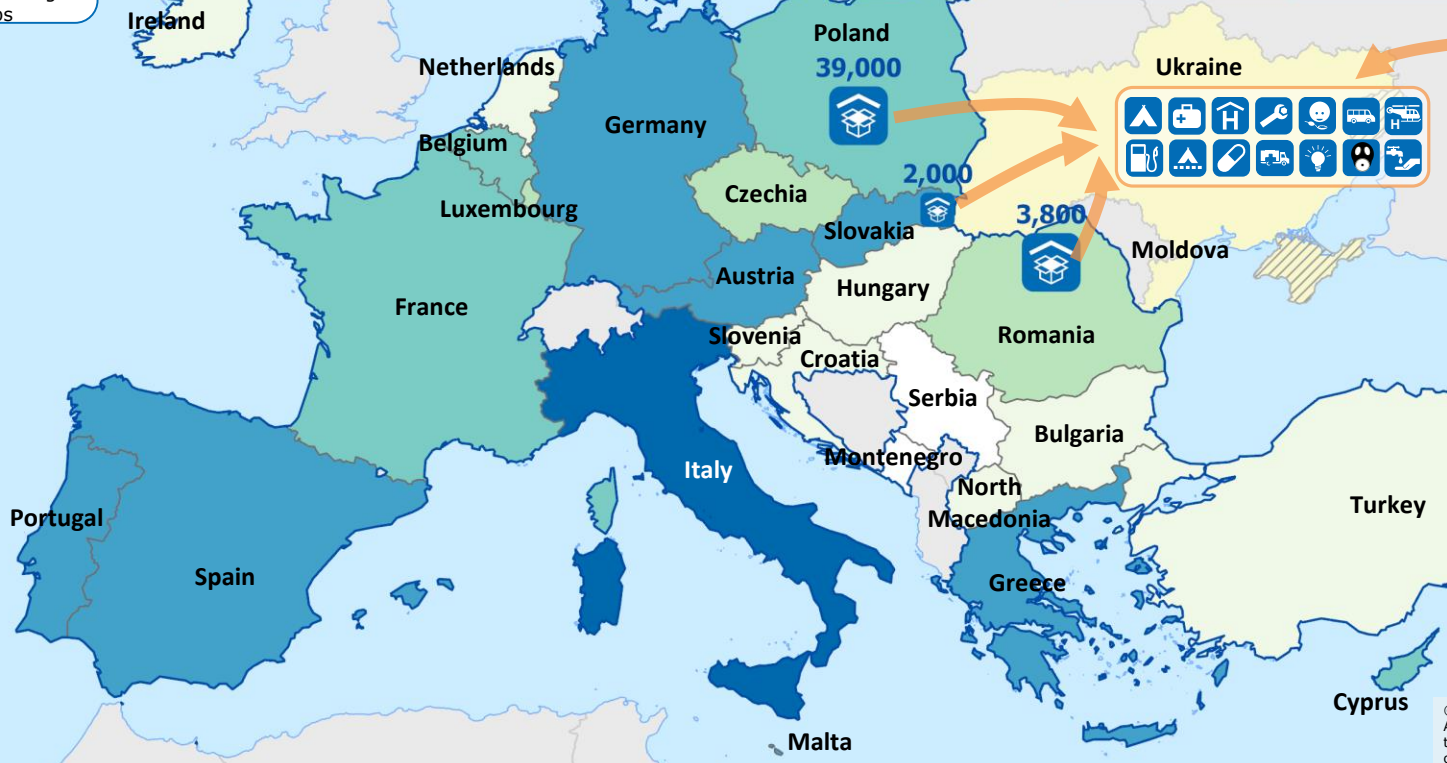 os
Ireland
Netherlands
Belgium
Luxembourg
Germany
Poland
39,000
Ukraine
H
H
Czechia
2,000
Slovakia
3,800
Moldova
Austria
Hungary
France
Slovenia
Croatia
Romania
Serbia
Bulgaria
Montenegro
Italy
North
Macedonia
Portugal
Spain
Greece
Turkey
Cyprus
Malta